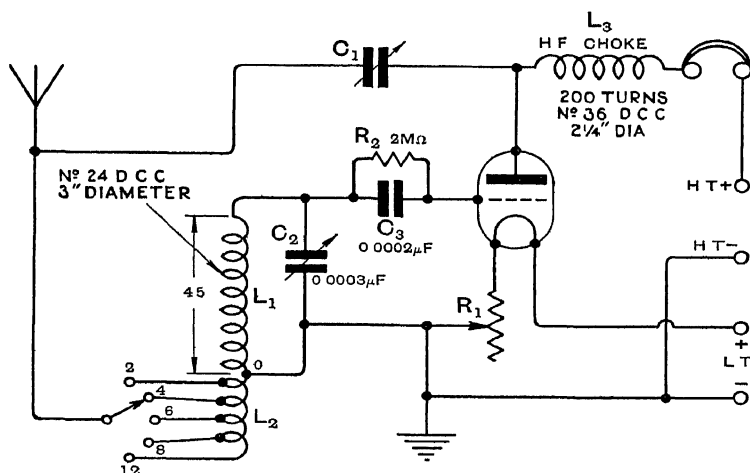 L3
HF CHOKE
200 TURNS
Nº 36 D C C
2¼" DIA
C1
R2 2MΩ
Nº 24 D C C
3" DIAMETER
C3
0 0002μF
C2
0 0003μF
HT+
HT-
45
L1
R1
+
LT
-
0
2
4
6
8
12
L2